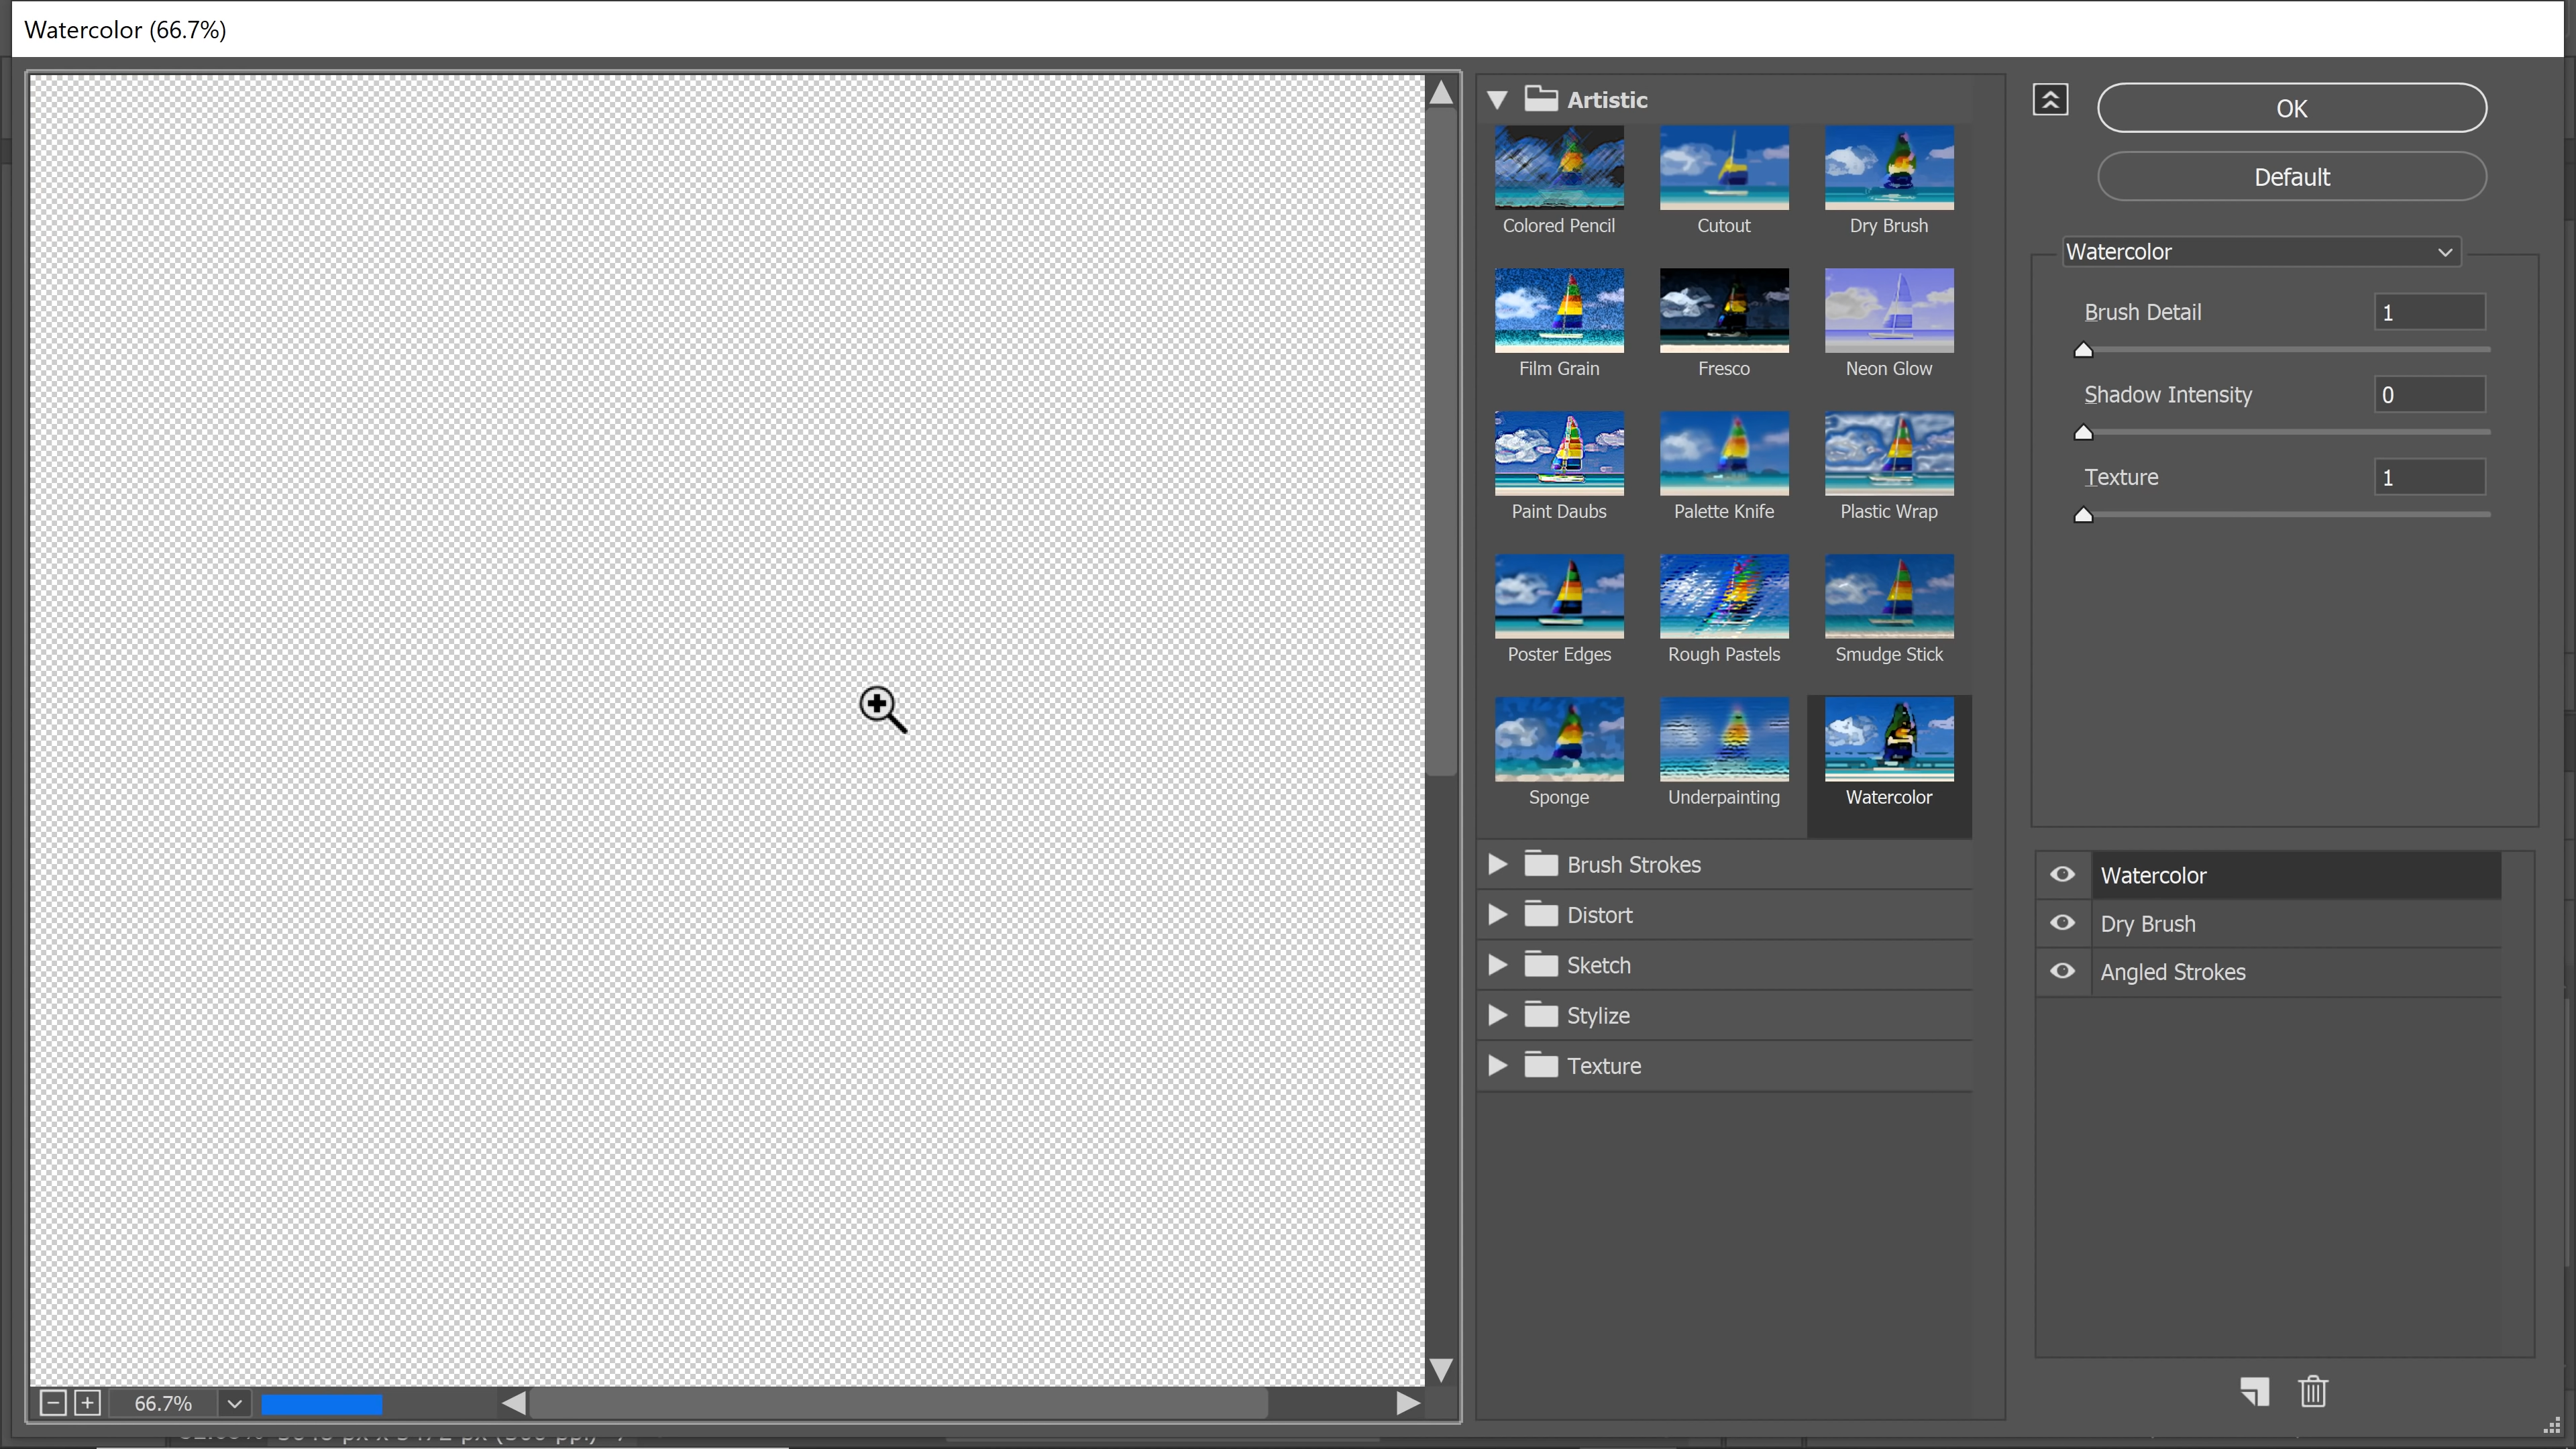 Watercolor (66.7%)
Artistic
Colored Pencil
Cutout
Dry Brush
Film Grain
Fresco
Neon Glow
Paint Daubs
Palette Knife
Plastic Wrap
Poster Edges
Rough Pastels
Smudge Stick
Sponge
Underpainting
Watercolor
Brush Strokes
Distort
Sketch
Stylize
Texture
OK
Default
Watercolor
Brush Detail 1
Shadow Intensity 0
Texture 1
Watercolor
Dry Brush
Angled Strokes
66.7%